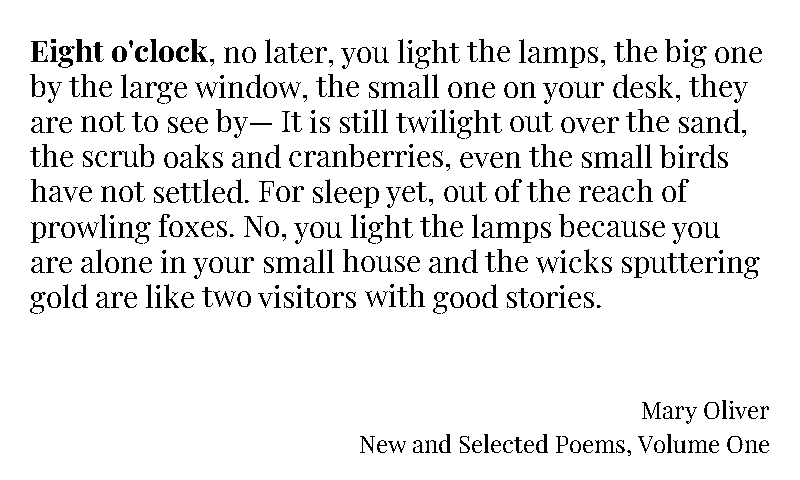 Eight o'clock, no later, you light the lamps, the big one
by the large window, the small one on your desk, they
are not to see by— It is still twilight out over the sand,
the scrub oaks and cranberries, even the small birds
have not settled. For sleep yet, out of the reach of
prowling foxes. No, you light the lamps because you
are alone in your small house and the wicks sputtering
gold are like two visitors with good stories.
Mary Oliver
New and Selected Poems, Volume One